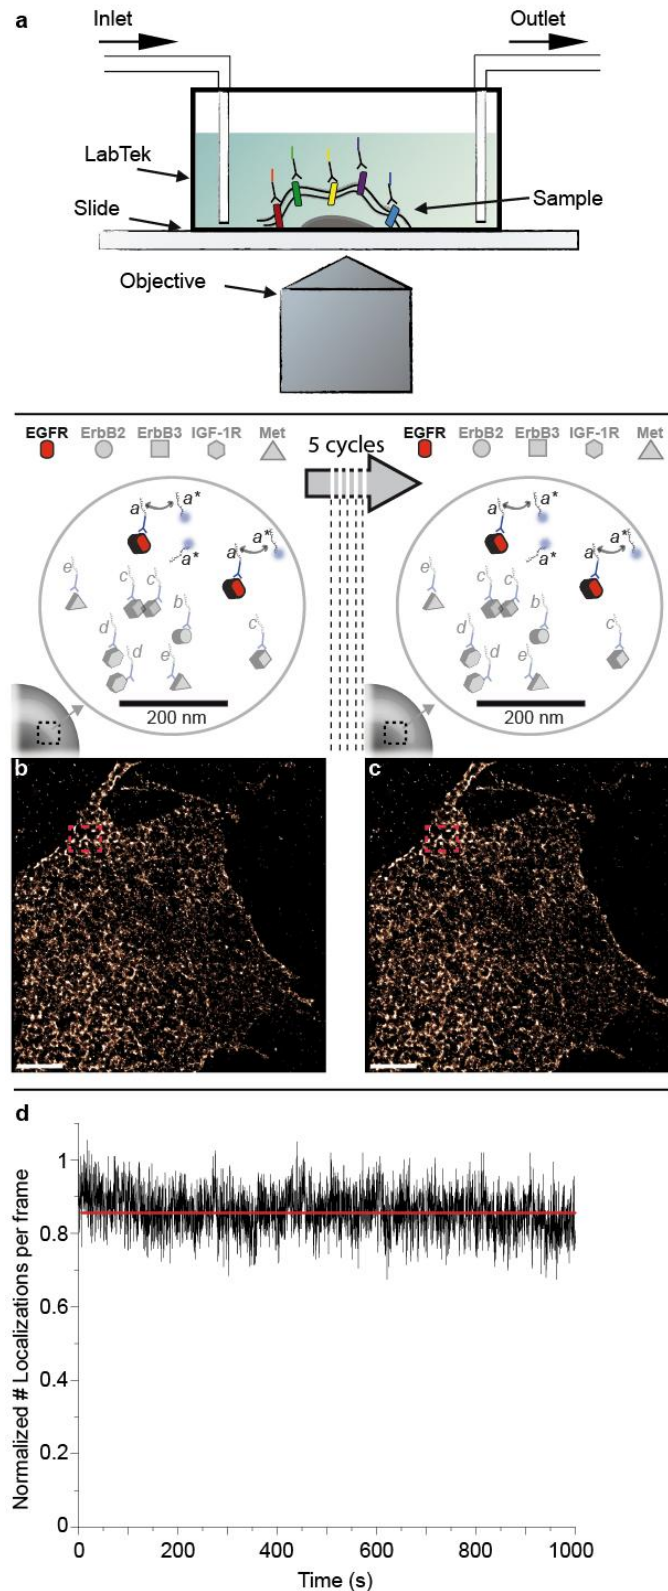 a
Inlet
Outlet
LabTek
Slide
Sample
Objective
EGFR ErbB2 ErbB3 IGF-1R Met
5 cycles
EGFR ErbB2 ErbB3 IGF-1R Met
a a*
a*
a a*
e c c
b
d
d e c
200 nm
a a*
a*
a a*
e c c
b
d
d e c
200 nm
b
c
d
Normalized # Localizations per frame
1
0.8
0.6
0.4
0.2
0
0 200 400 600 800 1000
Time (s)